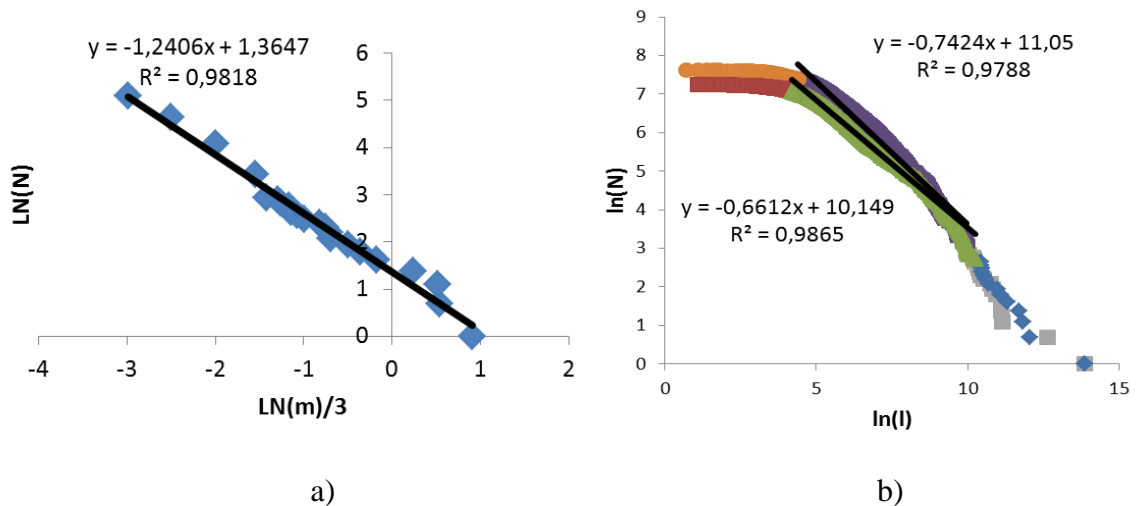 y = -1,2406x + 1,3647
R² = 0,9818
6
5
4
3
2
1
0
-4 -3 -2 -1 0 1 2
LN(N)
LN(m)/3
a)
9
8
7
6
5
4
3
2
1
0
0 5 10 15
ln(N)
y = -0,7424x + 11,05
R² = 0,9788
y = -0,6612x + 10,149
R² = 0,9865
ln(l)
b)